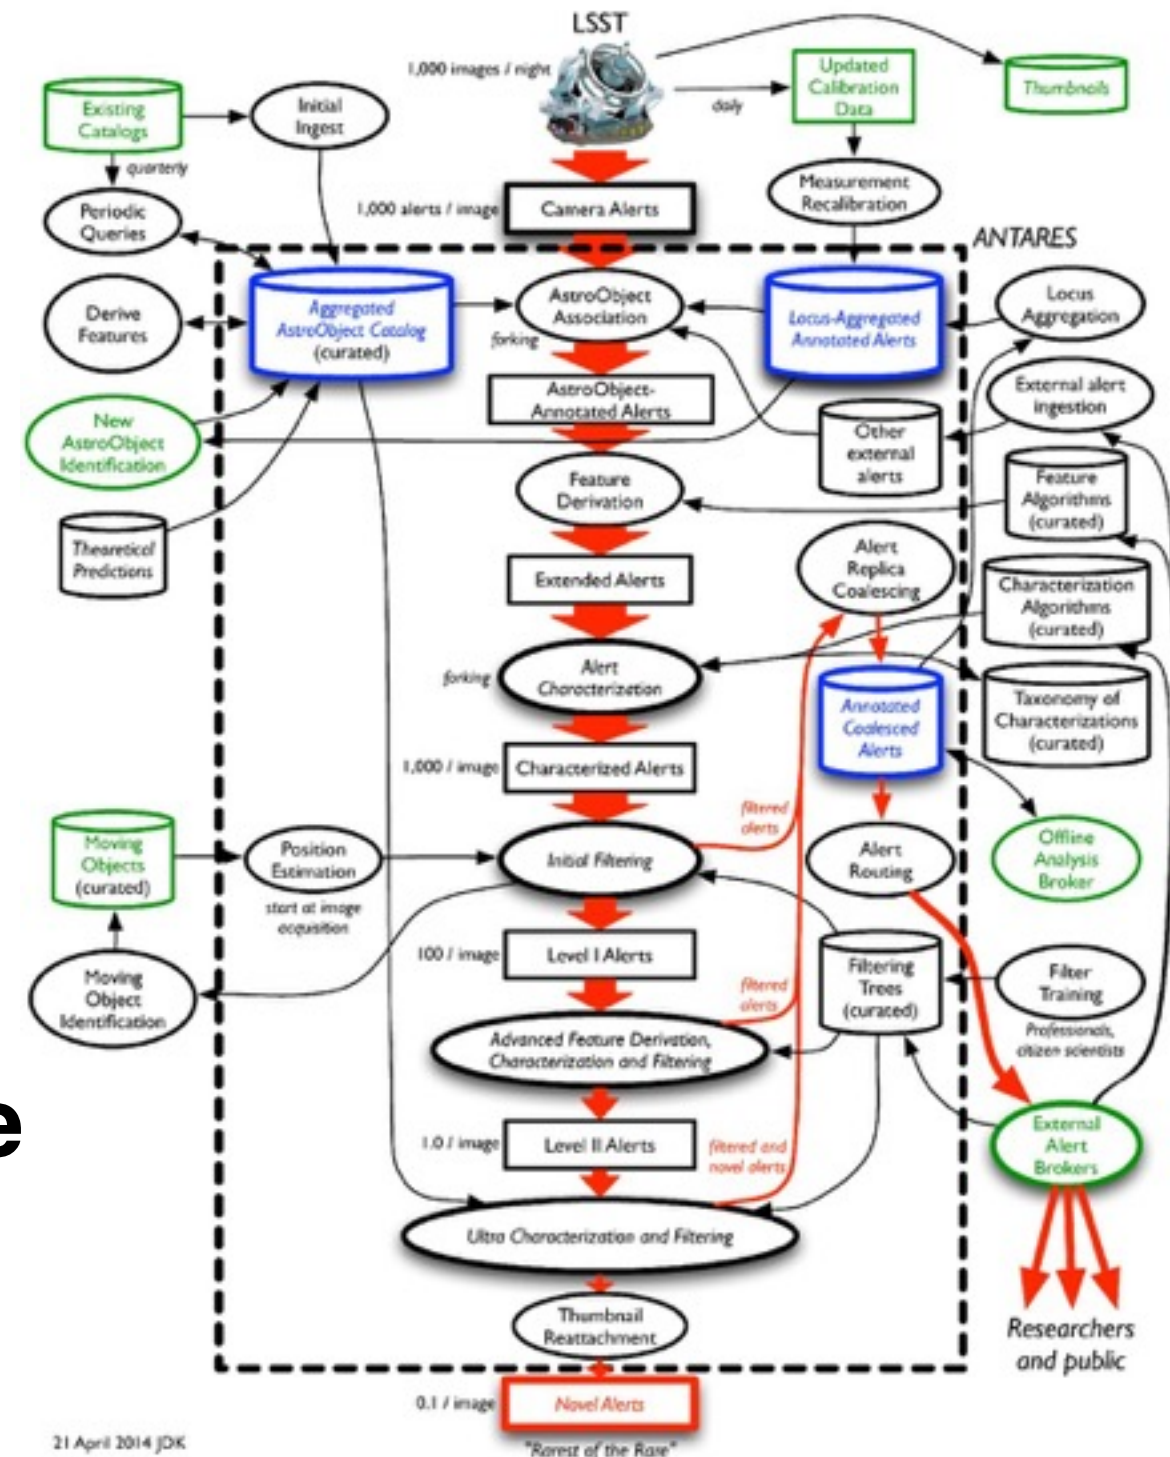 LSST
1,000 images / night
daily
Updated
Calibration
Data
Thumbnails
Existing
Catalogs
Initial
Ingest
quarterly
Periodic
Queries
1,000 alerts / image
Camera Alerts
Measurement
Recalibration
ANTARES
Derive
Features
Aggregated
AstroObject Catalog
(curated)
AstroObject
Association
forking
Locus-Aggregated
Annotated Alerts
Locus
Aggregation
AstroObject-
Annotated Alerts
External alert
ingestion
New
AstroObject
Identification
Other
external
alerts
Feature
Derivation
Feature
Algorithms
(curated)
Theoretical
Predictions
Extended Alerts
Alert
Replica
Coalescing
Characterization
Algorithms
(curated)
forking
Alert
Characterization
Annotated
Coalesced
Alerts
Taxonomy of
Characterizations
(curated)
1,000 / image
Characterized Alerts
filtered
alerts
Moving
Objects
(curated)
Position
Estimation
start at image
acquisition
Initial Filtering
Alert
Routing
Offline
Analysis
Broker
100 / image
Level I Alerts
Moving
Object
Identification
filtered
alerts
Filtering
Trees
(curated)
Filter
Training
Professionals,
citizen scientists
Advanced Feature Derivation,
Characterization and Filtering
e
1.0 / image
Level II Alerts
filtered and
novel alerts
External
Alert
Brokers
Ultra Characterization and Filtering
Thumbnail
Reattachment
Researchers
and public
0.1 / image
Novel Alerts
"Rarest of the Rare"
21 April 2014 JDK